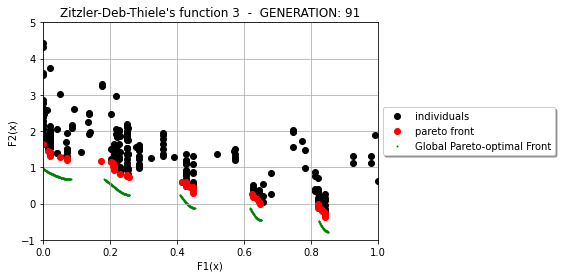 Zitzler-Deb-Thiele's function 3 - GENERATION: 91
F2(x)
5
4
3
2
1
0
−1
0.0 0.2 0.4 0.6 0.8 1.0
F1(x)
individuals
pareto front
Global Pareto-optimal Front